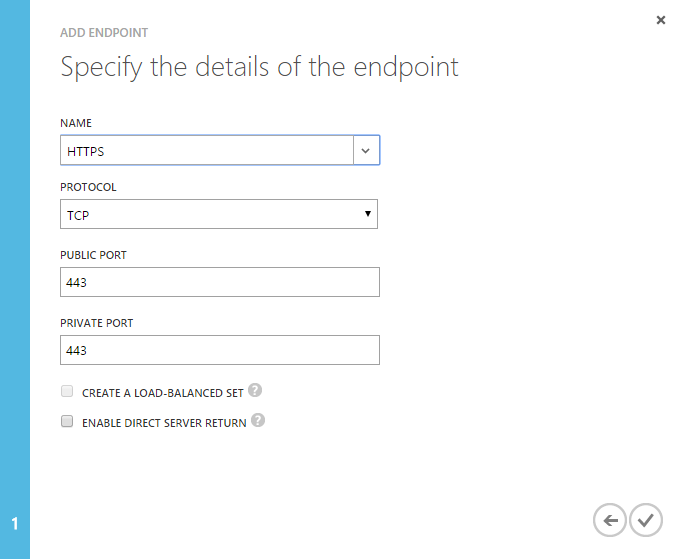 ADD ENDPOINT
Specify the details of the endpoint
NAME
HTTPS
PROTOCOL
TCP
PUBLIC PORT
443
PRIVATE PORT
443
CREATE A LOAD-BALANCED SET ?
ENABLE DIRECT SERVER RETURN ?
1